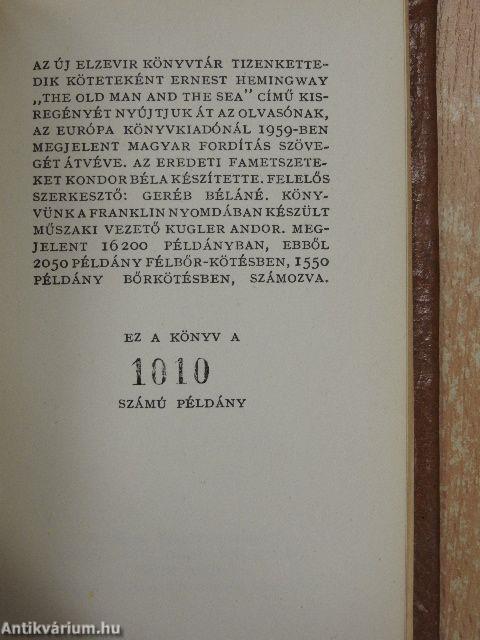 AZ ÚJ ELZEVIR KÖNYVTÁR TIZENKETTE-
DIK KÖTETEKÉNT ERNEST HEMINGWAY
„THE OLD MAN AND THE SEA” CÍMŰ KIS-
REGÉNYÉT NYÚJTJUK ÁT AZ OLVASÓNAK,
AZ EURÓPA KÖNYVKIADÓNÁL 1959-BEN
MEGJELENT MAGYAR FORDÍTÁS SZÖVE-
GÉT ÁTVÉVE. AZ EREDETI FAMETSZETE-
KET KONDOR BÉLA KÉSZÍTETTE. FELELŐS
SZERKESZTŐ: GERÉB BÉLÁNÉ. KÖNY-
VÜNK A FRANKLIN NYOMDÁBAN KÉSZÜLT
MŰSZAKI VEZETŐ KUGLER ANDOR. MEG-
JELENT 16200 PÉLDÁNYBAN, EBBŐL
2050 PÉLDÁNY FÉLBŐR-KÖTÉSBEN, 1550
PÉLDÁNY BŐRKÖTÉSBEN, SZÁMOZVA.
EZ A KÖNYV A
1010
SZÁMÚ PÉLDÁNY
Antikvárium.hu